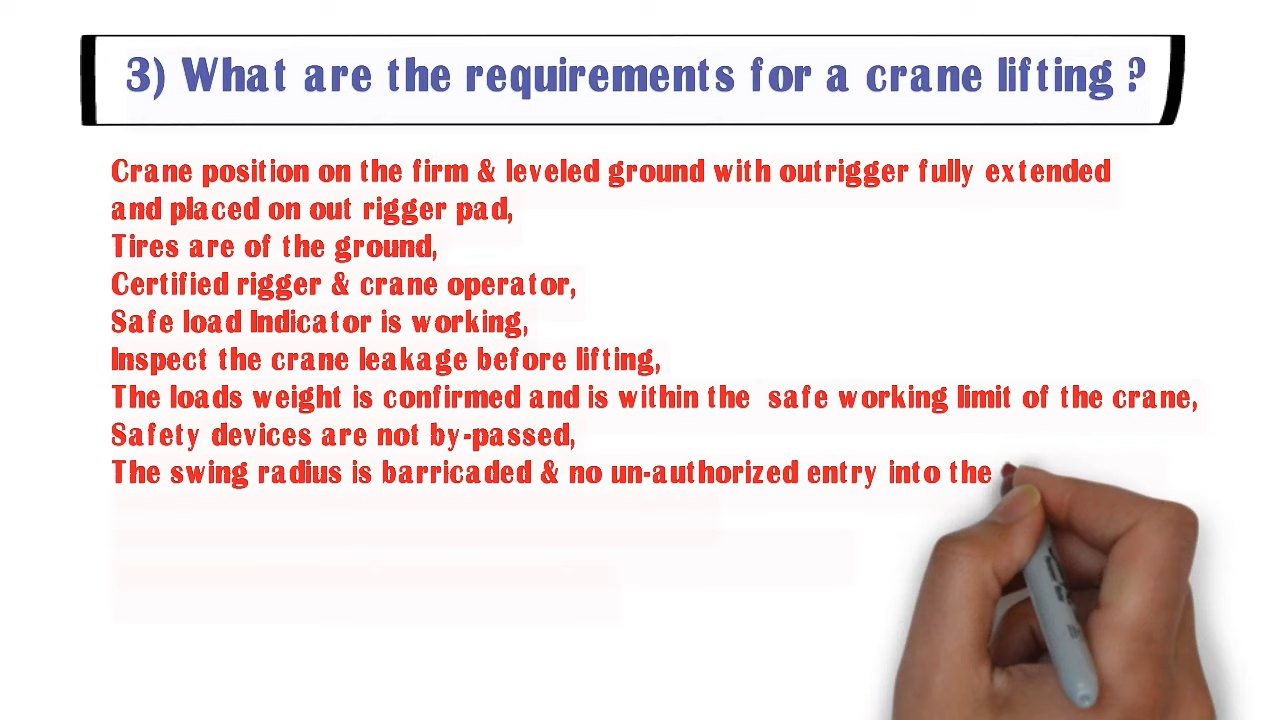 3) What are the requirements for a crane lifting ?
Crane position on the firm & leveled ground with outrigger fully extended
and placed on out rigger pad,
Tires are of the ground,
Certified rigger & crane operator,
Safe load Indicator is working,
Inspect the crane leakage before lifting,
The loads weight is confirmed and is within the  safe working limit of the crane,
Safety devices are not by-passed,
The swing radius is barricaded & no un-authorized entry into the